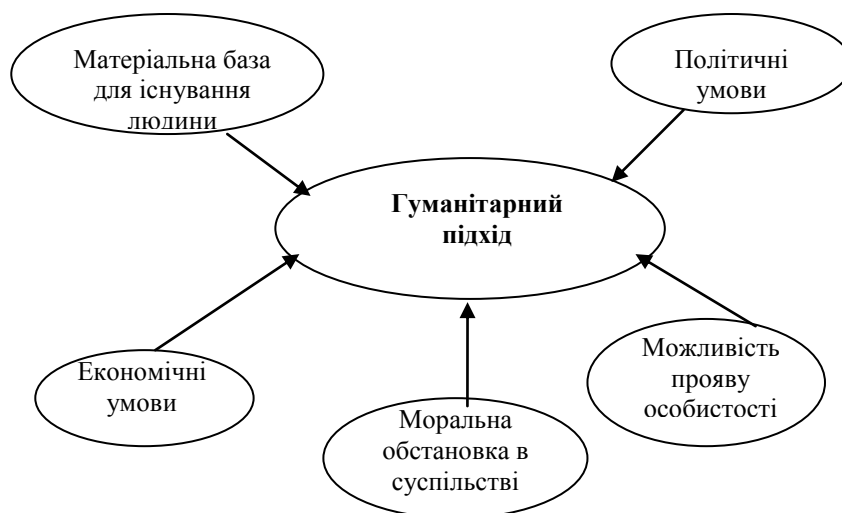 Матеріальна база
для існування
людини
Політичні
умови
Гуманітарний
підхід
Економічні
умови
Моральна
обстановка в
суспільстві
Можливість
прояву
особистості